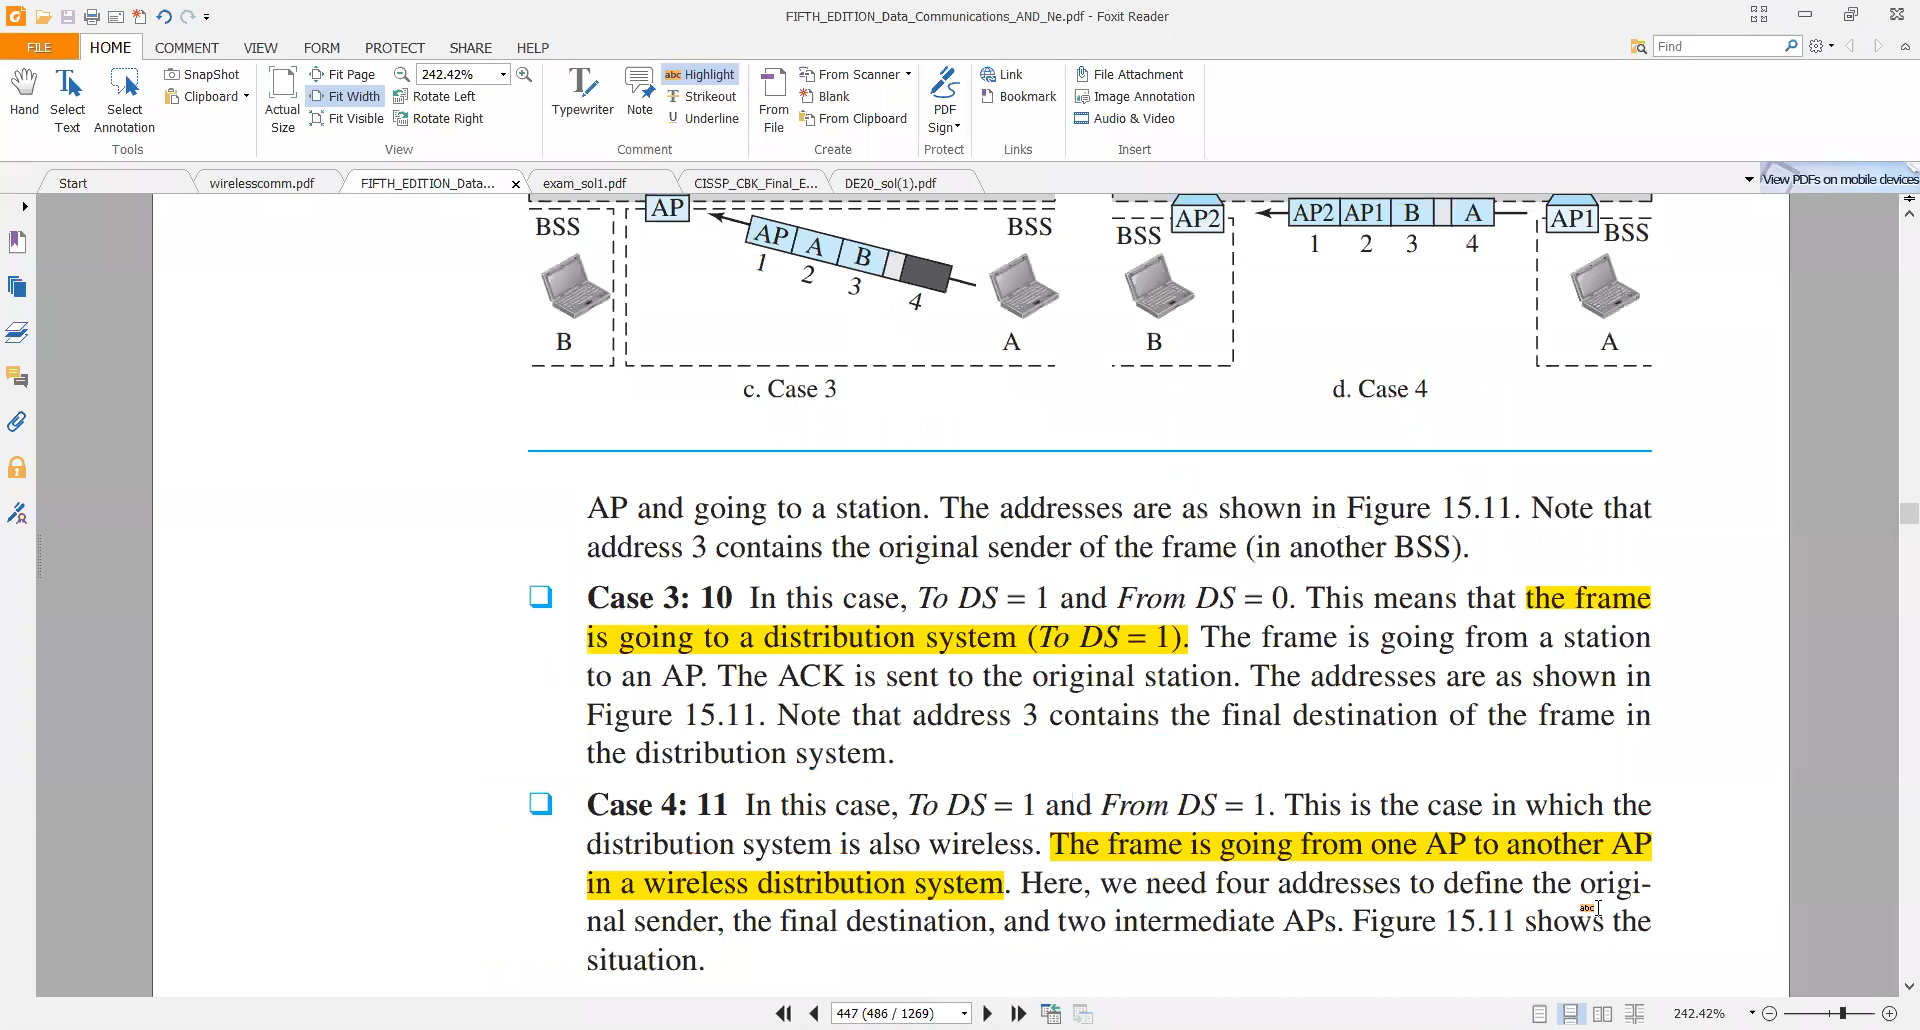 FIFTH_EDITION_Data_Communications_AND_Ne.pdf - Foxit Reader
FILE HOME COMMENT VIEW FORM PROTECT SHARE HELP
Find
Hand
Select Text
Select Annotation
SnapShot
Clipboard
Tools
Actual Size
Fit Page
Fit Width
Fit Visible
242.42%
Rotate Left
Rotate Right
View
Typewriter
Note
abc Highlight
T Strikeout
U Underline
Comment
From File
From Scanner
Blank
From Clipboard
Create
PDF Sign
Protect
Link
Bookmark
Links
File Attachment
Image Annotation
Audio & Video
Insert
Start
wirelesscomm.pdf
FIFTH_EDITION_Data...
exam_sol1.pdf
CISSP_CBK_Final_E...
DE20_sol(1).pdf
View PDFs on mobile devices
BSS AP BSS
AP A B
1 2 3 4
B A
c. Case 3
BSS AP2 AP2 AP1 B A AP1 BSS
1 2 3 4
B A
d. Case 4
AP and going to a station. The addresses are as shown in Figure 15.11. Note that
address 3 contains the original sender of the frame (in another BSS).
Case 3: 10 In this case, To DS = 1 and From DS = 0. This means that the frame
is going to a distribution system (To DS = 1). The frame is going from a station
to an AP. The ACK is sent to the original station. The addresses are as shown in
Figure 15.11. Note that address 3 contains the final destination of the frame in
the distribution system.
Case 4: 11 In this case, To DS = 1 and From DS = 1. This is the case in which the
distribution system is also wireless. The frame is going from one AP to another AP
in a wireless distribution system. Here, we need four addresses to define the origi-
nal sender, the final destination, and two intermediate APs. Figure 15.11 shows the
situation.
abc
447 (486 / 1269)
242.42%